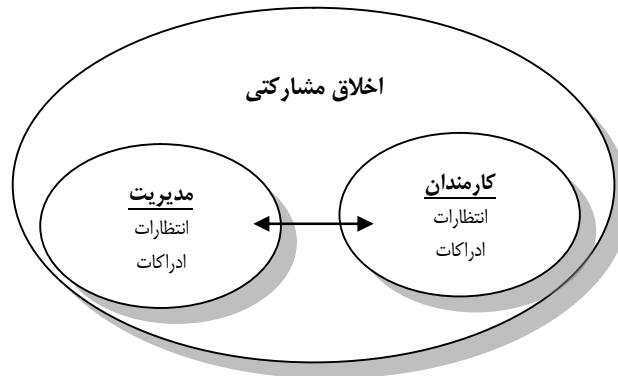 اخلاق مشارکتی
کارمندان
انتظارات
ادراکات
مدیریت
انتظارات
ادراکات